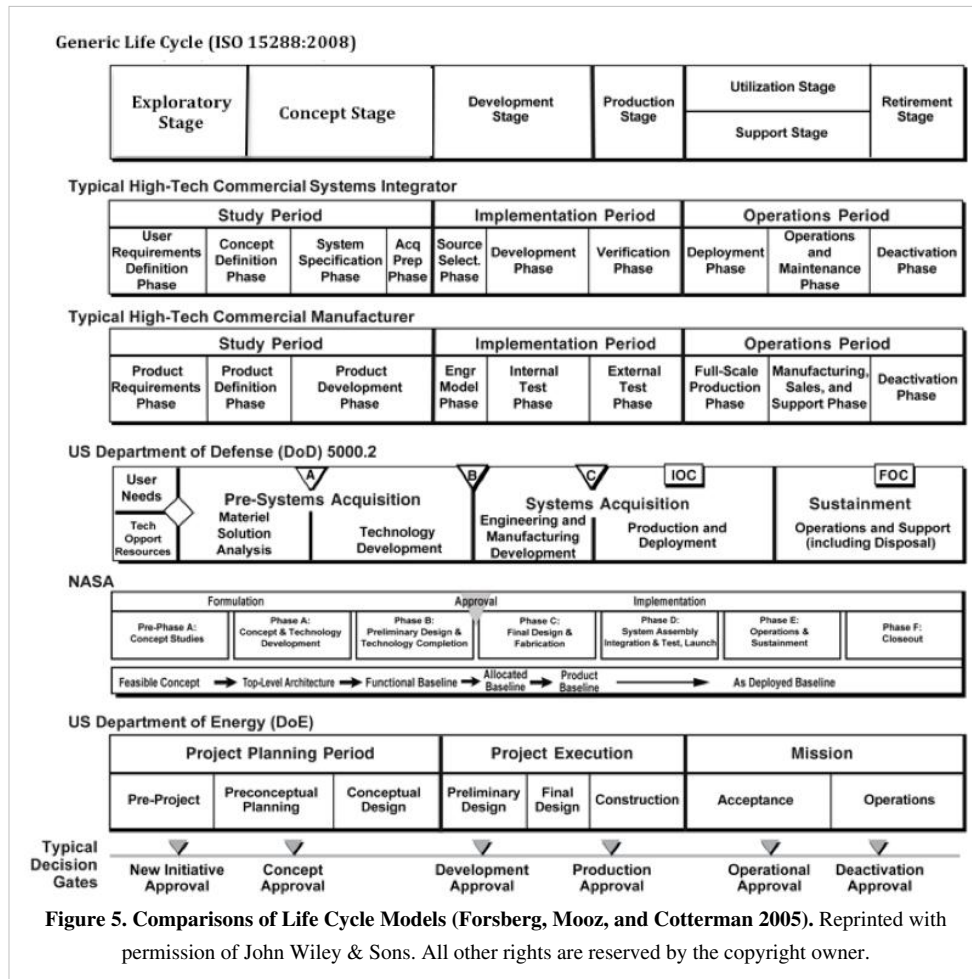 Generic Life Cycle (ISO 15288:2008)
Exploratory
Stage
Concept Stage
Development
Stage
Production
Stage
Utilization Stage
Support Stage
Retirement
Stage
Typical High-Tech Commercial Systems Integrator
Study Period
Implementation Period
Operations Period
User
Requirements
Definition
Phase
Concept
Definition
Phase
System
Specification
Phase
Acq
Prep
Phase
Source
Select.
Phase
Development
Phase
Verification
Phase
Deployment
Phase
Operations
and
Maintenance
Phase
Deactivation
Phase
Typical High-Tech Commercial Manufacturer
Study Period
Implementation Period
Operations Period
Product
Requirements
Phase
Product
Definition
Phase
Product
Development
Phase
Engr
Model
Phase
Internal
Test
Phase
External
Test
Phase
Full-Scale
Production
Phase
Manufacturing,
Sales, and
Support Phase
Deactivation
Phase
US Department of Defense (DoD) 5000.2
User
Needs
Tech
Opport
Resources
A
Pre-Systems Acquisition
Materiel
Solution
Analysis
Technology
Development
B
C
IOC
Systems Acquisition
Engineering and
Manufacturing
Development
Production and
Deployment
FOC
Sustainment
Operations and Support
(including Disposal)
NASA
Formulation
Approval
Implementation
Pre-Phase A:
Concept Studies
Phase A:
Concept & Technology
Development
Phase B:
Preliminary Design &
Technology Completion
Phase C:
Final Design &
Fabrication
Phase D:
System Assembly
Integration & Test, Launch
Phase E:
Operations &
Sustainment
Phase F:
Closeout
Feasible Concept
Top-Level Architecture
Functional Baseline
Allocated
Baseline
Product
Baseline
As Deployed Baseline
US Department of Energy (DoE)
Project Planning Period
Project Execution
Mission
Pre-Project
Preconceptual
Planning
Conceptual
Design
Preliminary
Design
Final
Design
Construction
Acceptance
Operations
Typical
Decision
Gates
New Initiative
Approval
Concept
Approval
Development
Approval
Production
Approval
Operational
Approval
Deactivation
Approval
Figure 5. Comparisons of Life Cycle Models (Forsberg, Mooz, and Cotterman 2005). Reprinted with
permission of John Wiley & Sons. All other rights are reserved by the copyright owner.